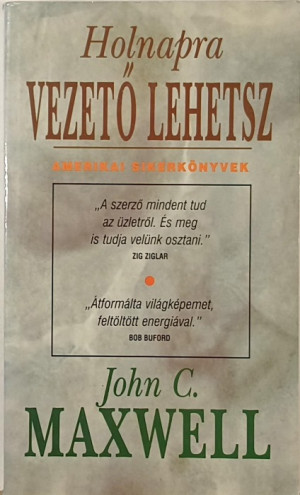 Holnapra
VEZETŐ LEHETSZ
AMERIKAI SIKERKÖNYVEK
„A szerző mindent tud
az üzletről. És meg
is tudja velünk osztani."
ZIG ZIGLAR
„Átformálta világképemet,
feltöltött energiával."
BOB BUFORD
John C.
MAXWELL